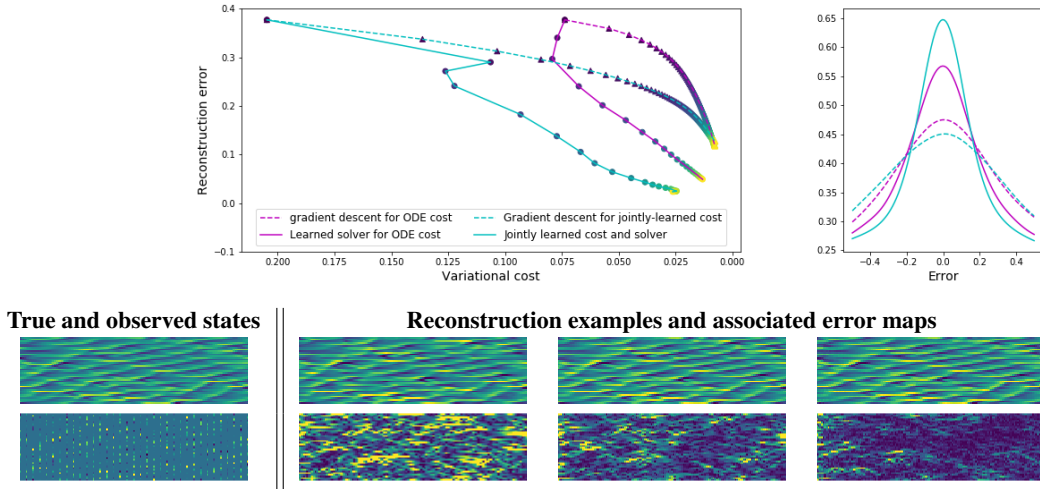 0.4
0.3
0.2
0.1
0.0
-0.1
Reconstruction error
gradient descent for ODE cost
Learned solver for ODE cost
Gradient descent for jointly-learned cost
Jointly learned cost and solver
0.200 0.175 0.150 0.125 0.100 0.075 0.050 0.025 0.000
Variational cost
0.65
0.60
0.55
0.50
0.45
0.40
0.35
0.30
0.25
−0.4 −0.2 0.0 0.2 0.4
Error
True and observed states
Reconstruction examples and associated error maps